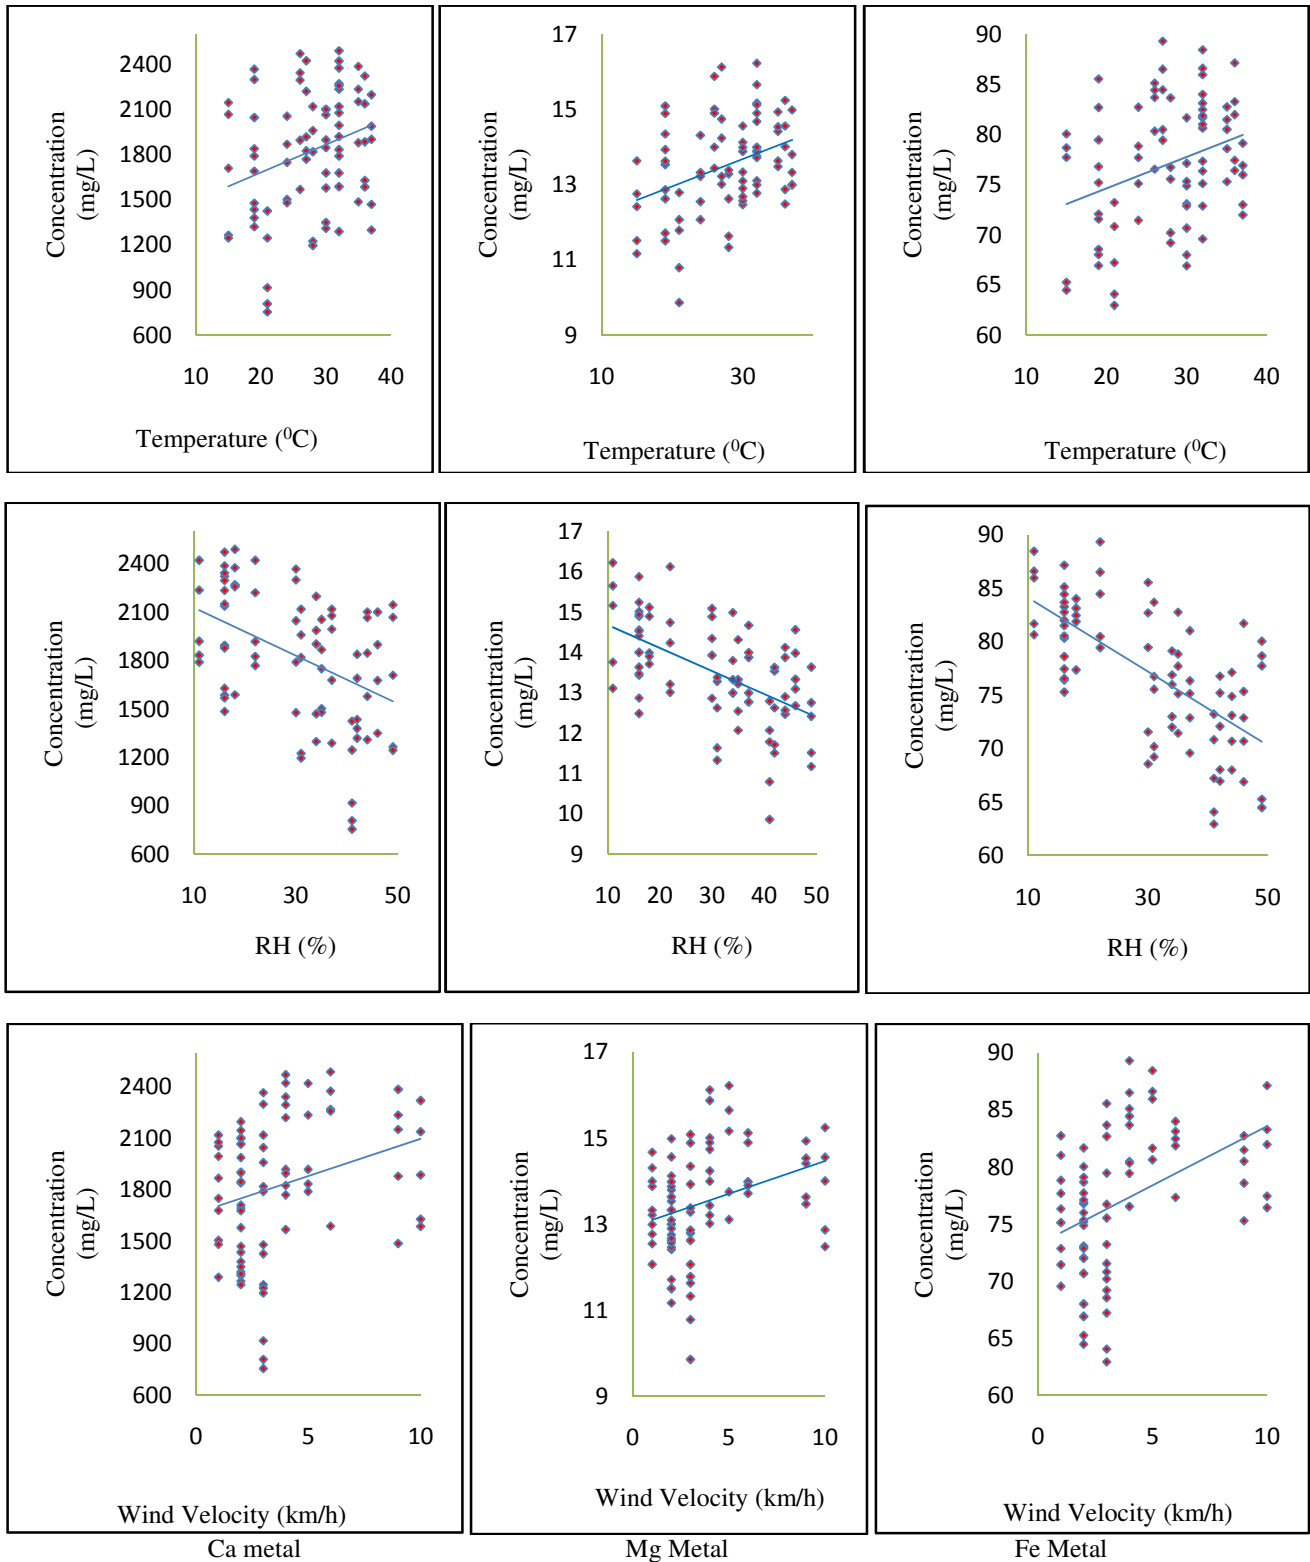 2400
2100
1800
1500
1200
900
600
10 20 30 40
Concentration
(mg/L)
Temperature (⁰C)
17
15
13
11
9
10 30
Concentration
(mg/L)
Temperature (⁰C)
90
85
80
75
70
65
60
10 20 30 40
Concentration
(mg/L)
Temperature (⁰C)
2400
2100
1800
1500
1200
900
600
10 30 50
Concentration
(mg/L)
RH (%)
17
16
15
14
13
12
11
10
9
10 20 30 40 50
Concentration
(mg/L)
RH (%)
90
85
80
75
70
65
60
10 30 50
Concentration
(mg/L)
RH (%)
2400
2100
1800
1500
1200
900
600
0 5 10
Concentration
(mg/L)
Wind Velocity (km/h)
17
15
13
11
9
0 5 10
Concentration
(mg/L)
Wind Velocity (km/h)
90
85
80
75
70
65
60
0 5 10
Concentration
(mg/L)
Wind Velocity (km/h)
Ca metal Mg Metal Fe Metal